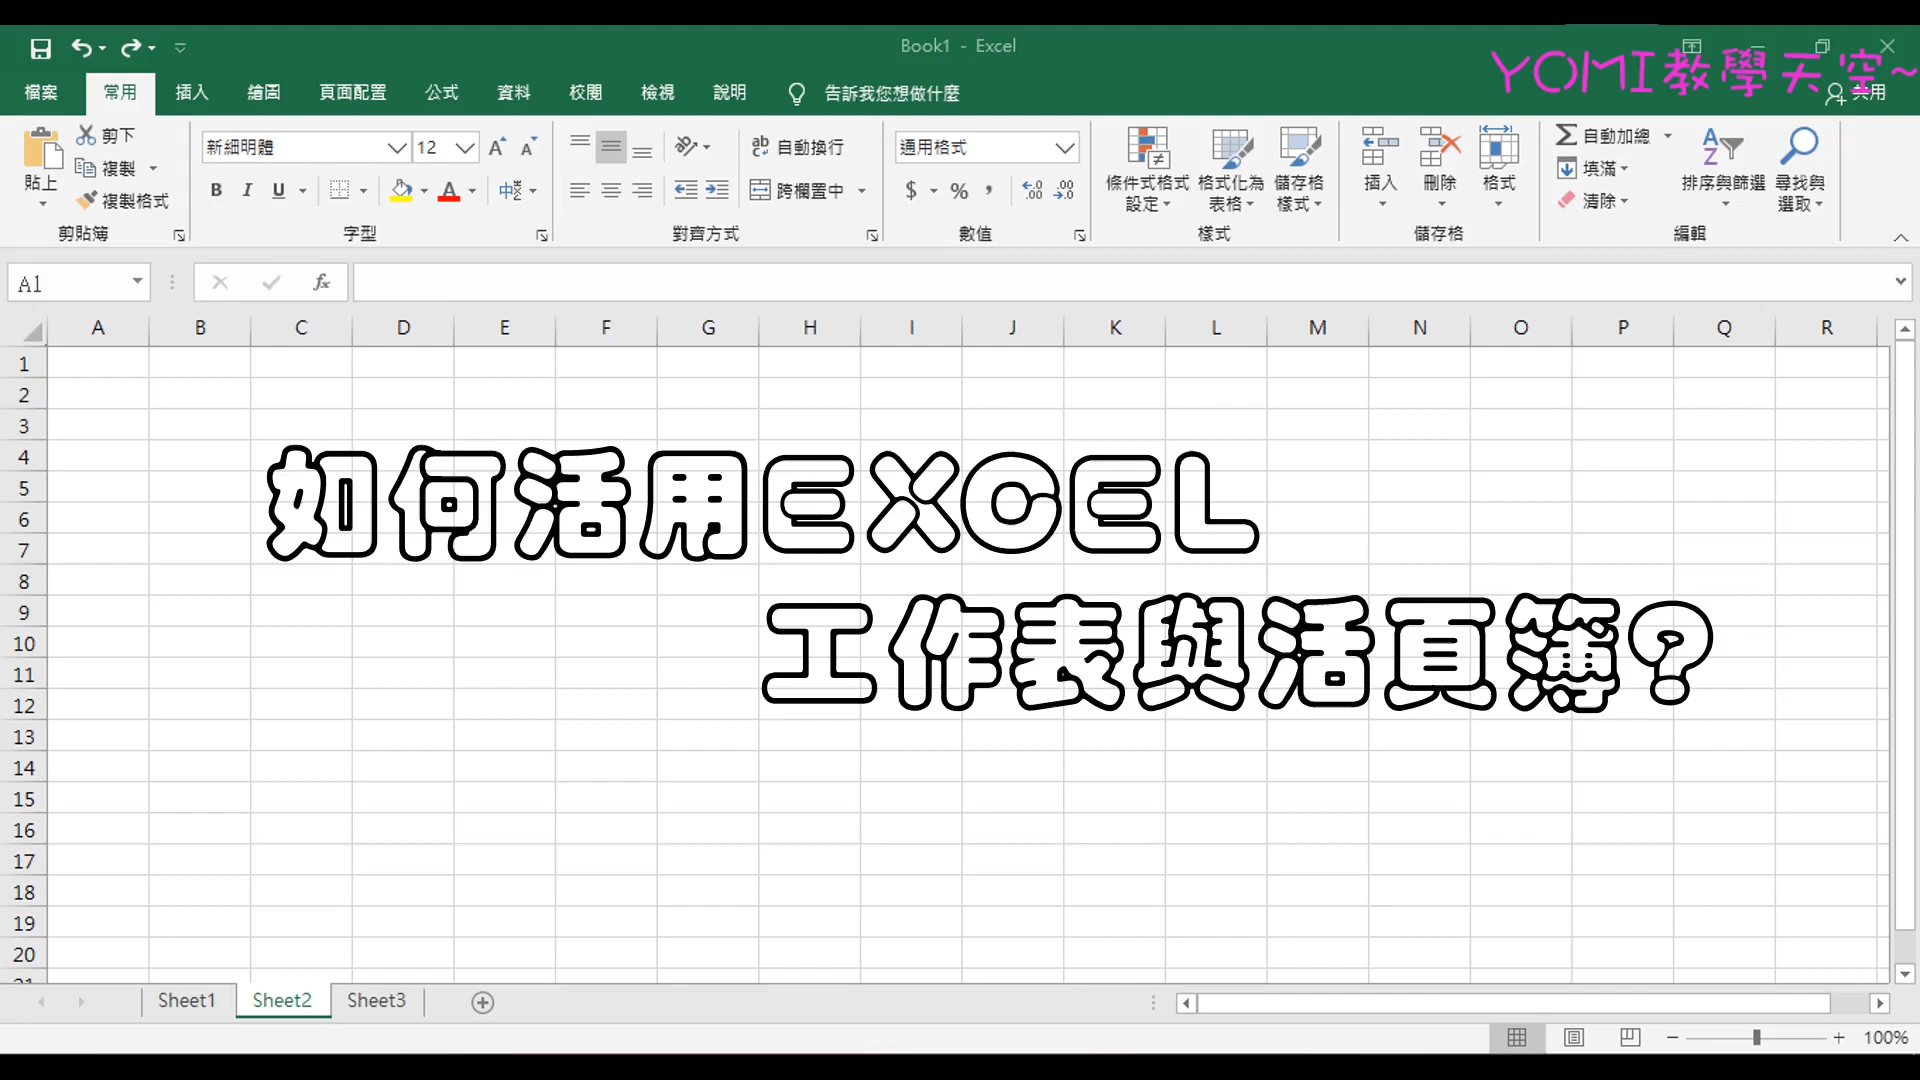 Book1 - Excel
YOMI教學天空~
檔案 常用 插入 繪圖 頁面配置 公式 資料 校閱 檢視 說明 告訴我您想做什麼 共用
貼上 剪下 複製 複製格式 剪貼簿
新細明體 12 B I U A 字型
自動換行 跨欄置中 對齊方式
通用格式 $ % , 數值
條件式格式設定 格式化為表格 儲存格樣式 樣式
插入 刪除 格式 儲存格
自動加總 填滿 清除 排序與篩選 尋找與選取 編輯
A1 fx
A B C D E F G H I J K L M N O P Q R
1
2
3
4
5
6
7
8
9
10
11
12
13
14
15
16
17
18
19
20
如何活用EXCEL
工作表與活頁簿?
Sheet1 Sheet2 Sheet3
100%